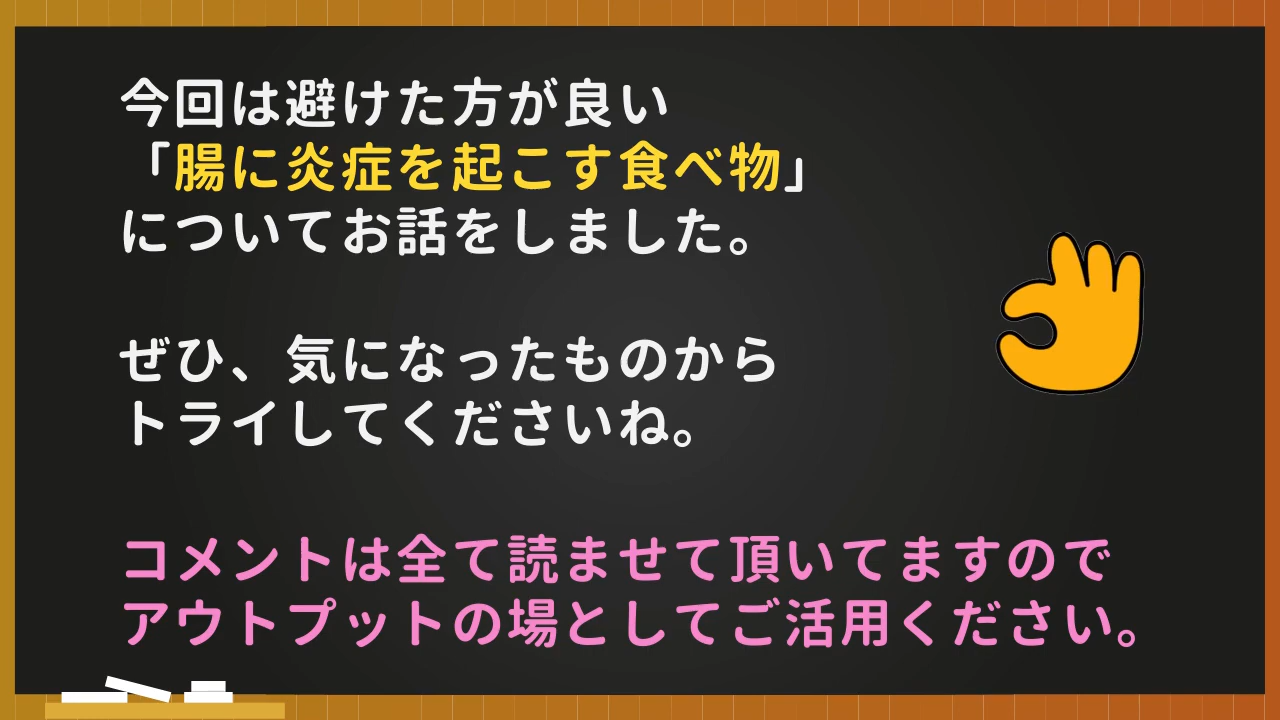 今回は避けた方が良い
「腸に炎症を起こす食べ物」
についてお話をしました。
ぜひ、気になったものから
トライしてくださいね。
コメントは全て読ませて頂いてますので
アウトプットの場としてご活用ください。